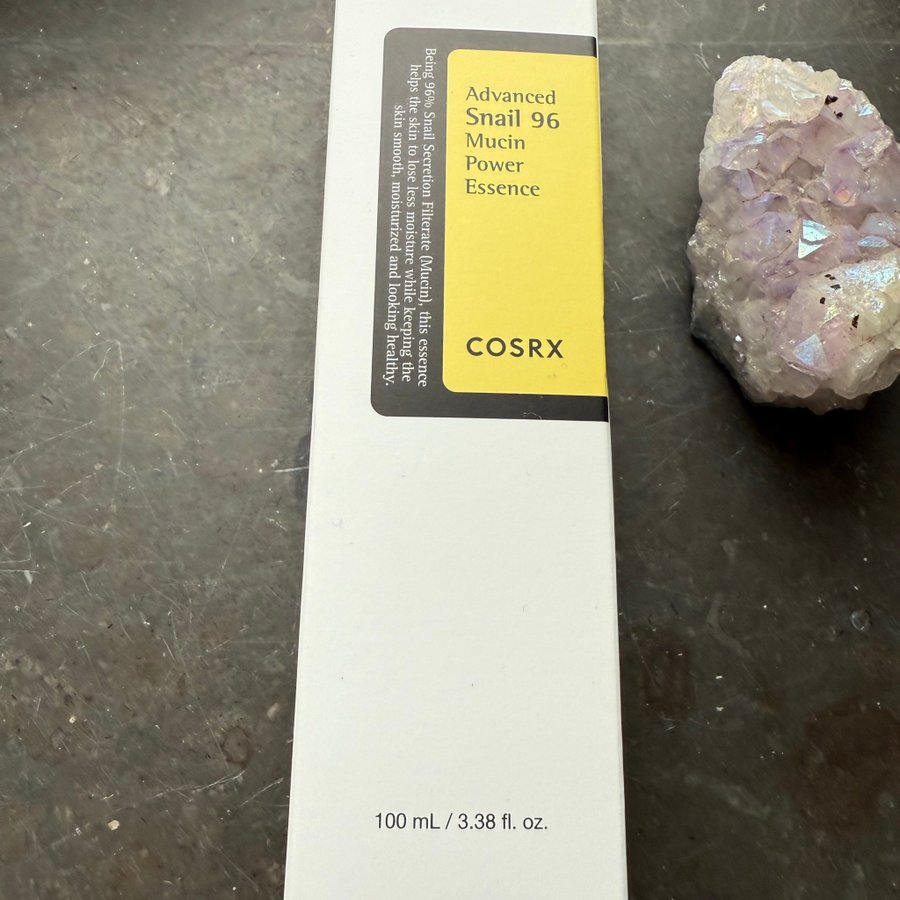 Advanced
Snail 96
Mucin
Power
Essence
COSRX
Being 96% Snail Secretion Filterate (Mucin), this essence
helps the skin to lose less moisture while keeping the
skin smooth, moisturized and looking healthy.
100 mL / 3.38 fl. oz.